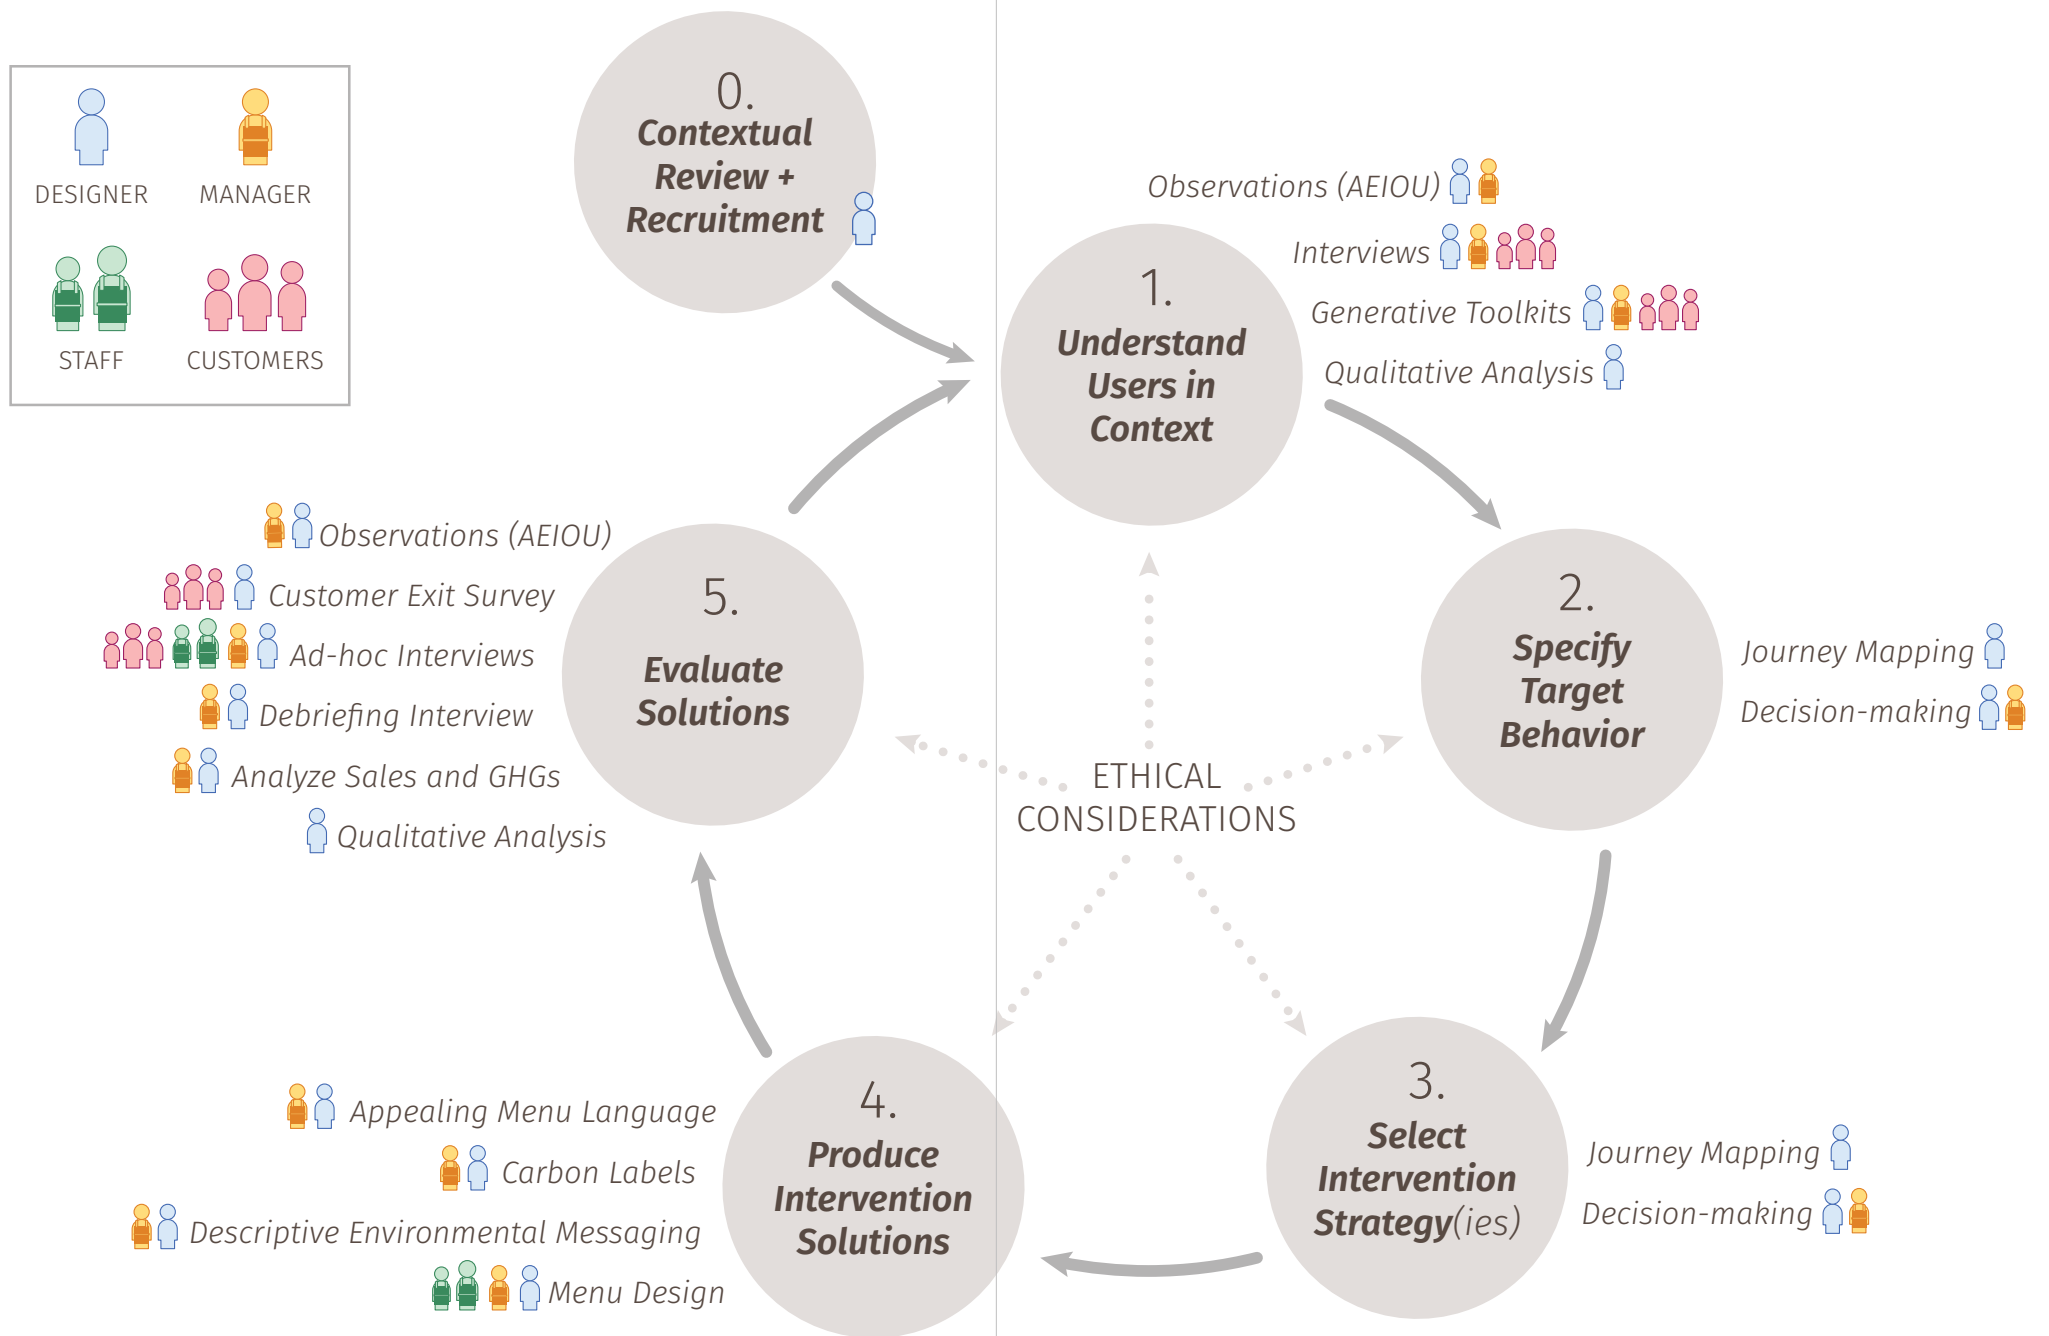 DESIGNER
MANAGER
STAFF
CUSTOMERS
0.
Contextual
Review +
Recruitment
1.
Understand
Users in
Context
Observations (AEIOU)
Interviews
Generative Toolkits
Qualitative Analysis
2.
Specify
Target
Behavior
Journey Mapping
Decision-making
3.
Select
Intervention
Strategy(ies)
Journey Mapping
Decision-making
4.
Produce
Intervention
Solutions
Appealing Menu Language
Carbon Labels
Descriptive Environmental Messaging
Menu Design
5.
Evaluate
Solutions
Observations (AEIOU)
Customer Exit Survey
Ad-hoc Interviews
Debriefing Interview
Analyze Sales and GHGs
Qualitative Analysis
ETHICAL
CONSIDERATIONS